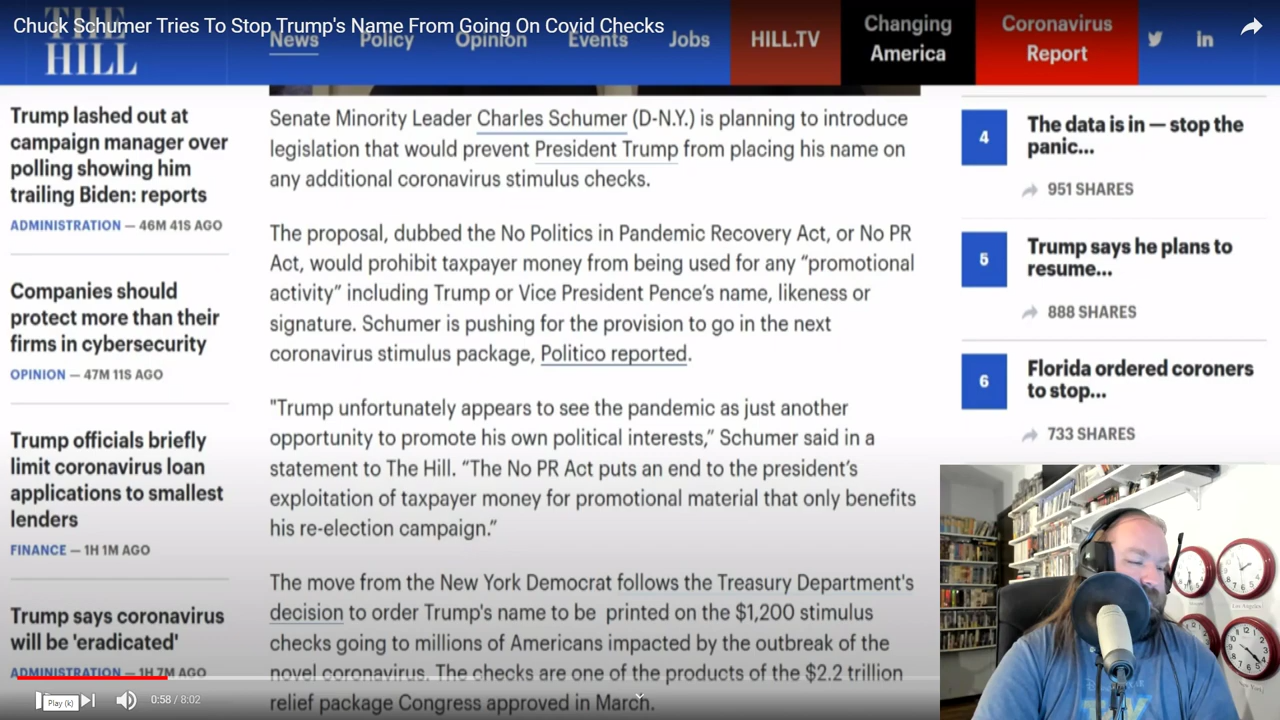 Chuck Schumer Tries To Stop Trump's Name From Going On Covid Checks
THE
HILL
News
Policy
Opinion
Events
Jobs
HILL.TV
Changing
America
Coronavirus
Report
Trump lashed out at
campaign manager over
polling showing him
trailing Biden: reports
ADMINISTRATION — 46M 41S AGO
Companies should
protect more than their
firms in cybersecurity
OPINION — 47M 11S AGO
Trump officials briefly
limit coronavirus loan
applications to smallest
lenders
FINANCE — 1H 1M AGO
Trump says coronavirus
will be 'eradicated'
ADMINISTRATION — 1H 7M AGO
Senate Minority Leader Charles Schumer (D-N.Y.) is planning to introduce
legislation that would prevent President Trump from placing his name on
any additional coronavirus stimulus checks.
The proposal, dubbed the No Politics in Pandemic Recovery Act, or No PR
Act, would prohibit taxpayer money from being used for any “promotional
activity” including Trump or Vice President Pence’s name, likeness or
signature. Schumer is pushing for the provision to go in the next
coronavirus stimulus package, Politico reported.
"Trump unfortunately appears to see the pandemic as just another
opportunity to promote his own political interests,” Schumer said in a
statement to The Hill. “The No PR Act puts an end to the president’s
exploitation of taxpayer money for promotional material that only benefits
his re-election campaign.”
The move from the New York Democrat follows the Treasury Department's
decision to order Trump's name to be printed on the $1,200 stimulus
checks going to millions of Americans impacted by the outbreak of the
novel coronavirus. The checks are one of the products of the $2.2 trillion
relief package Congress approved in March.
4
The data is in — stop the
panic...
951 SHARES
5
Trump says he plans to
resume...
888 SHARES
6
Florida ordered coroners
to stop...
733 SHARES
Los Angeles
New York
Play (k)
0:58 / 8:02